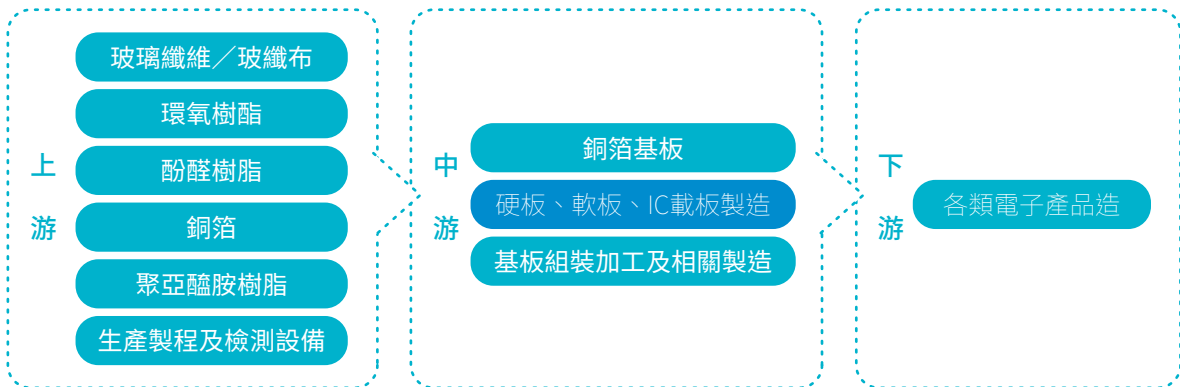 上游
玻璃纖維／玻纖布
環氧樹酯
酚醛樹脂
銅箔
聚亞醯胺樹脂
生產製程及檢測設備
中游
銅箔基板
硬板、軟板、IC載板製造
基板組裝加工及相關製造
下游
各類電子產品造